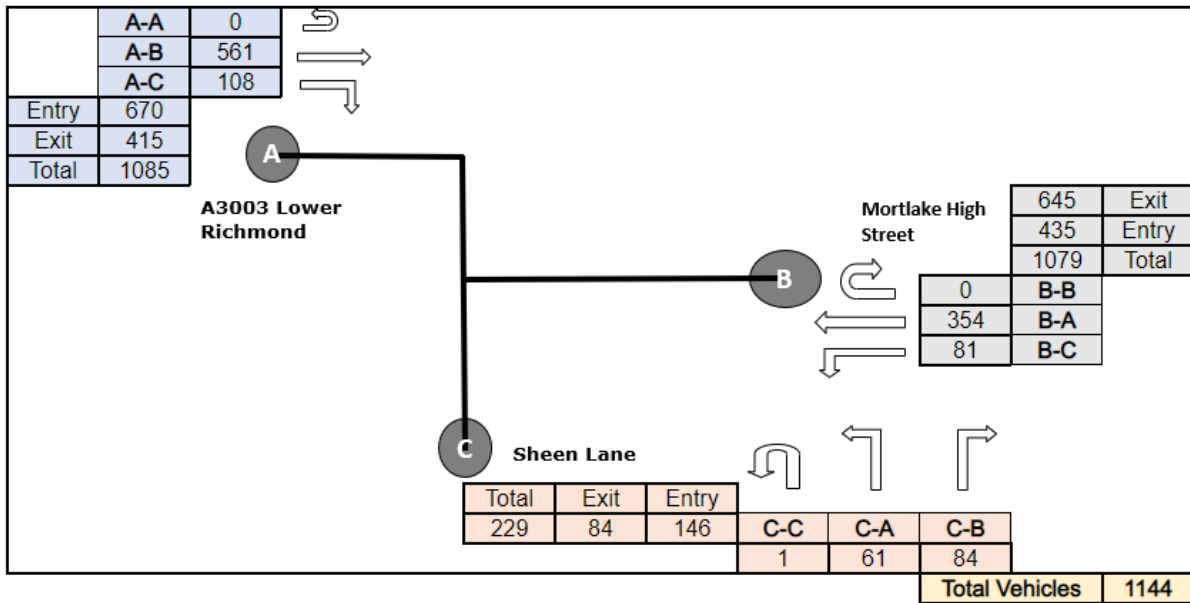 A-A 0
A-B 561
A-C 108
Entry 670
Exit 415
Total 1085
A
A3003 Lower
Richmond
Mortlake High
Street
645 Exit
435 Entry
1079 Total
B
0 B-B
354 B-A
81 B-C
C
Sheen Lane
Total Exit Entry
229 84 146
C-C C-A C-B
1 61 84
Total Vehicles 1144